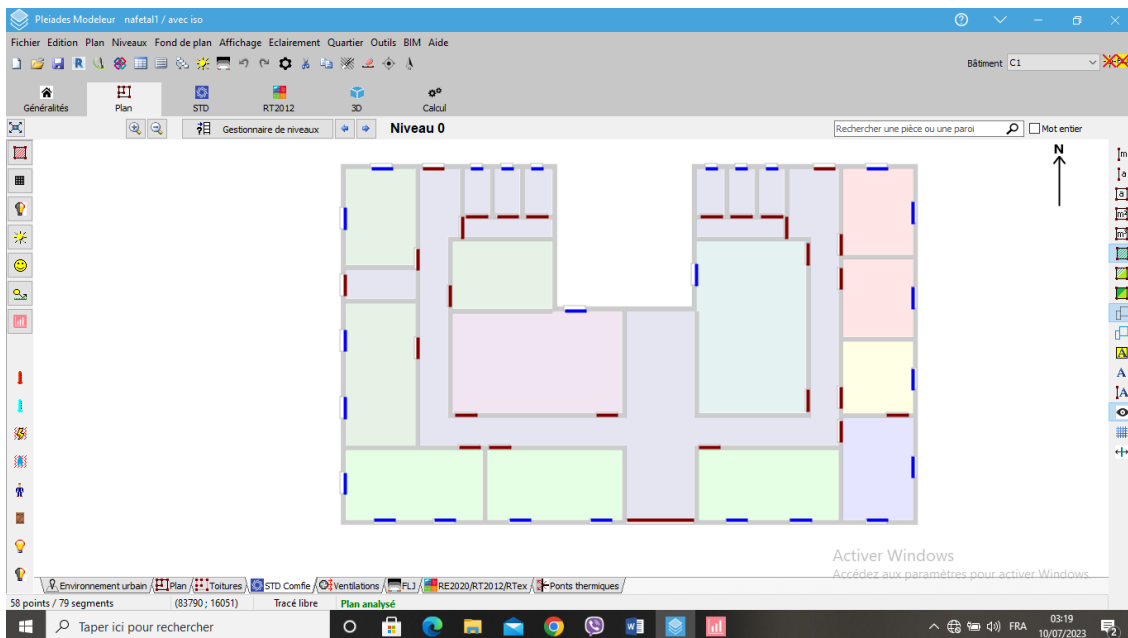 Pleiades Modeleur nafetal1 / avec iso
Fichier Edition Plan Niveaux Fond de plan Affichage Eclairement Quartier Outils BIM Aide
Bâtiment C1
Généralités Plan STD RT2012 3D Calcul
Gestionnaire de niveaux Niveau 0 Rechercher une pièce ou une paroi Mot entier
N
Activer Windows
Accédez aux paramètres pour activer Windows.
Environnement urbain Plan Toitures STD Comfie Ventilations FLJ RE2020/RT2012/RTex Ponts thermiques
58 points / 79 segments (83790 ; 16051) Tracé libre Plan analysé
Taper ici pour rechercher FRA 03:19
10/07/2023